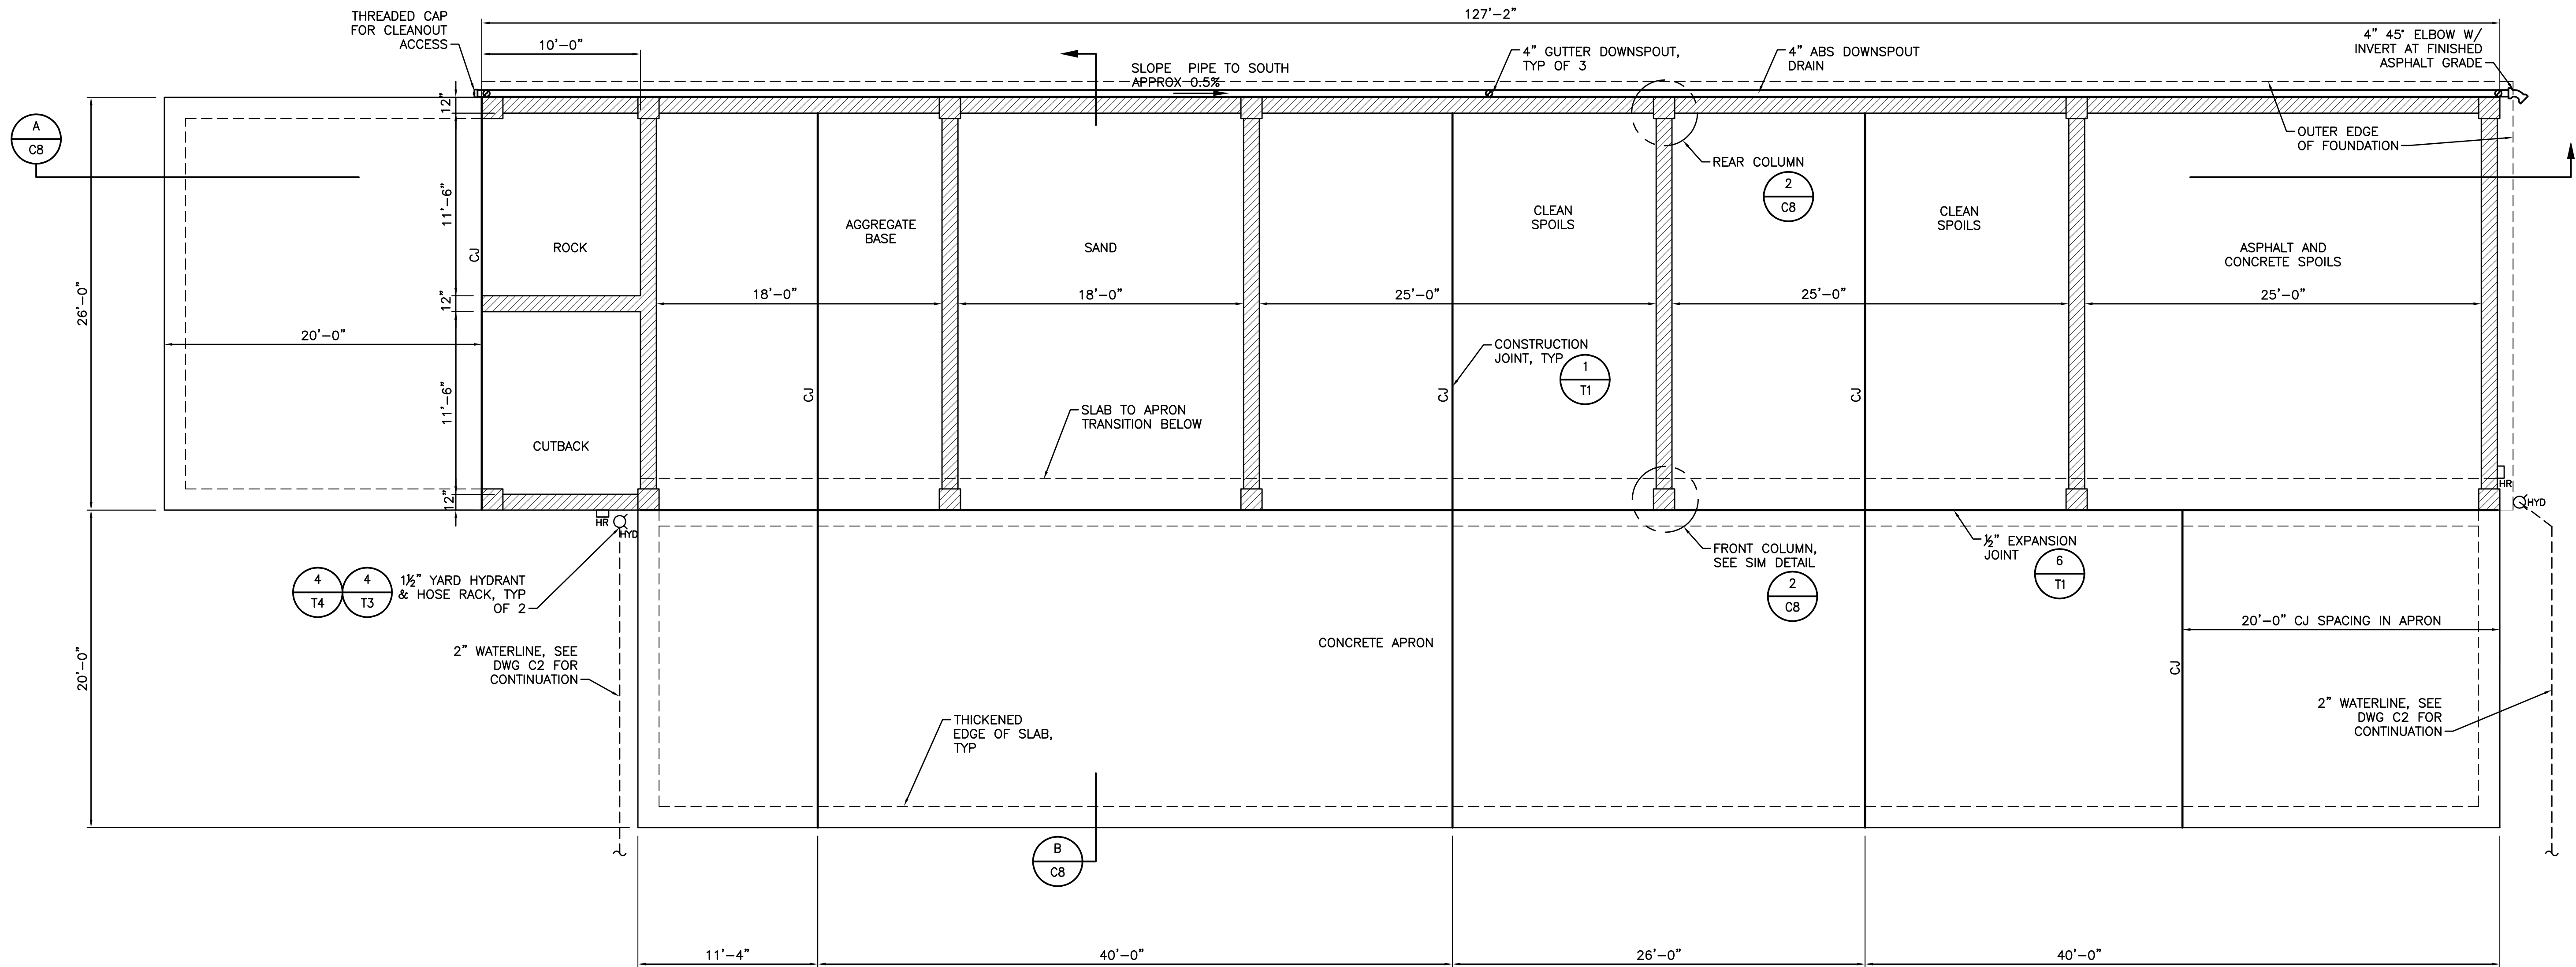 THREADED CAP
FOR CLEANOUT
ACCESS
127'-2"
10'-0"
SLOPE PIPE TO SOUTH
APPROX 0.5%
4" GUTTER DOWNSPOUT,
TYP OF 3
4" ABS DOWNSPOUT
DRAIN
4" 45° ELBOW W/
INVERT AT FINISHED
ASPHALT GRADE
A
C8
12"
OUTER EDGE
OF FOUNDATION
REAR COLUMN
2
C8
11'-6"
AGGREGATE
BASE
CLEAN
SPOILS
CLEAN
SPOILS
CJ
ROCK
SAND
ASPHALT AND
CONCRETE SPOILS
26'-0"
12"
18'-0"
18'-0"
25'-0"
25'-0"
25'-0"
20'-0"
CONSTRUCTION
JOINT, TYP
1
T1
11'-6"
CJ
CJ
CJ
SLAB TO APRON
TRANSITION BELOW
CUTBACK
12"
HR
HYD
HR
HYD
FRONT COLUMN,
SEE SIM DETAIL
2
C8
½" EXPANSION
JOINT
6
T1
4
T4
4
T3
1½" YARD HYDRANT
& HOSE RACK, TYP
OF 2
20'-0" CJ SPACING IN APRON
CONCRETE APRON
20'-0"
2" WATERLINE, SEE
DWG C2 FOR
CONTINUATION
CJ
2" WATERLINE, SEE
DWG C2 FOR
CONTINUATION
THICKENED
EDGE OF SLAB,
TYP
B
C8
11'-4"
40'-0"
26'-0"
40'-0"